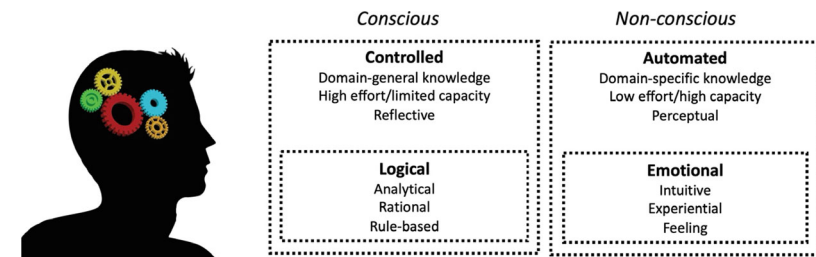 Conscious
Non-conscious
Controlled
Domain-general knowledge
High effort/limited capacity
Reflective
Logical
Analytical
Rational
Rule-based
Automated
Domain-specific knowledge
Low effort/high capacity
Perceptual
Emotional
Intuitive
Experiential
Feeling